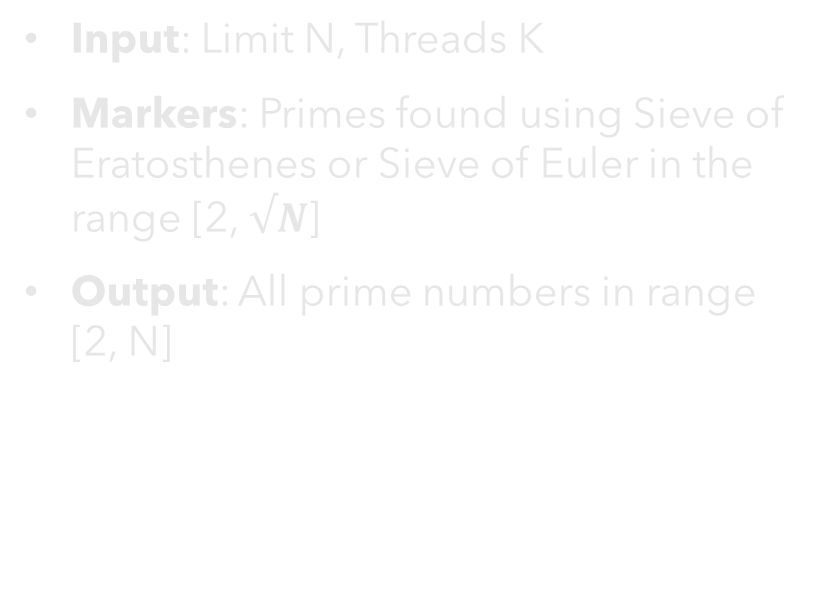 • Input: Limit N, Threads K
• Markers: Primes found using Sieve of
Eratosthenes or Sieve of Euler in the
range [2, √N]
• Output: All prime numbers in range
[2, N]